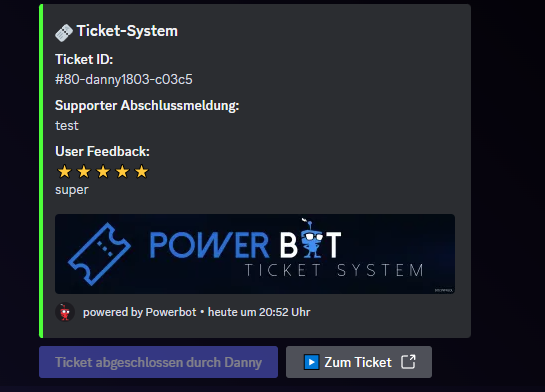 Ticket-System
Ticket ID:
#80-danny1803-c03c5
Supporter Abschlussmeldung:
test
User Feedback:
super
POWER BOT
TICKET SYSTEM
powered by Powerbot • heute um 20:52 Uhr
Ticket abgeschlossen durch Danny
Zum Ticket